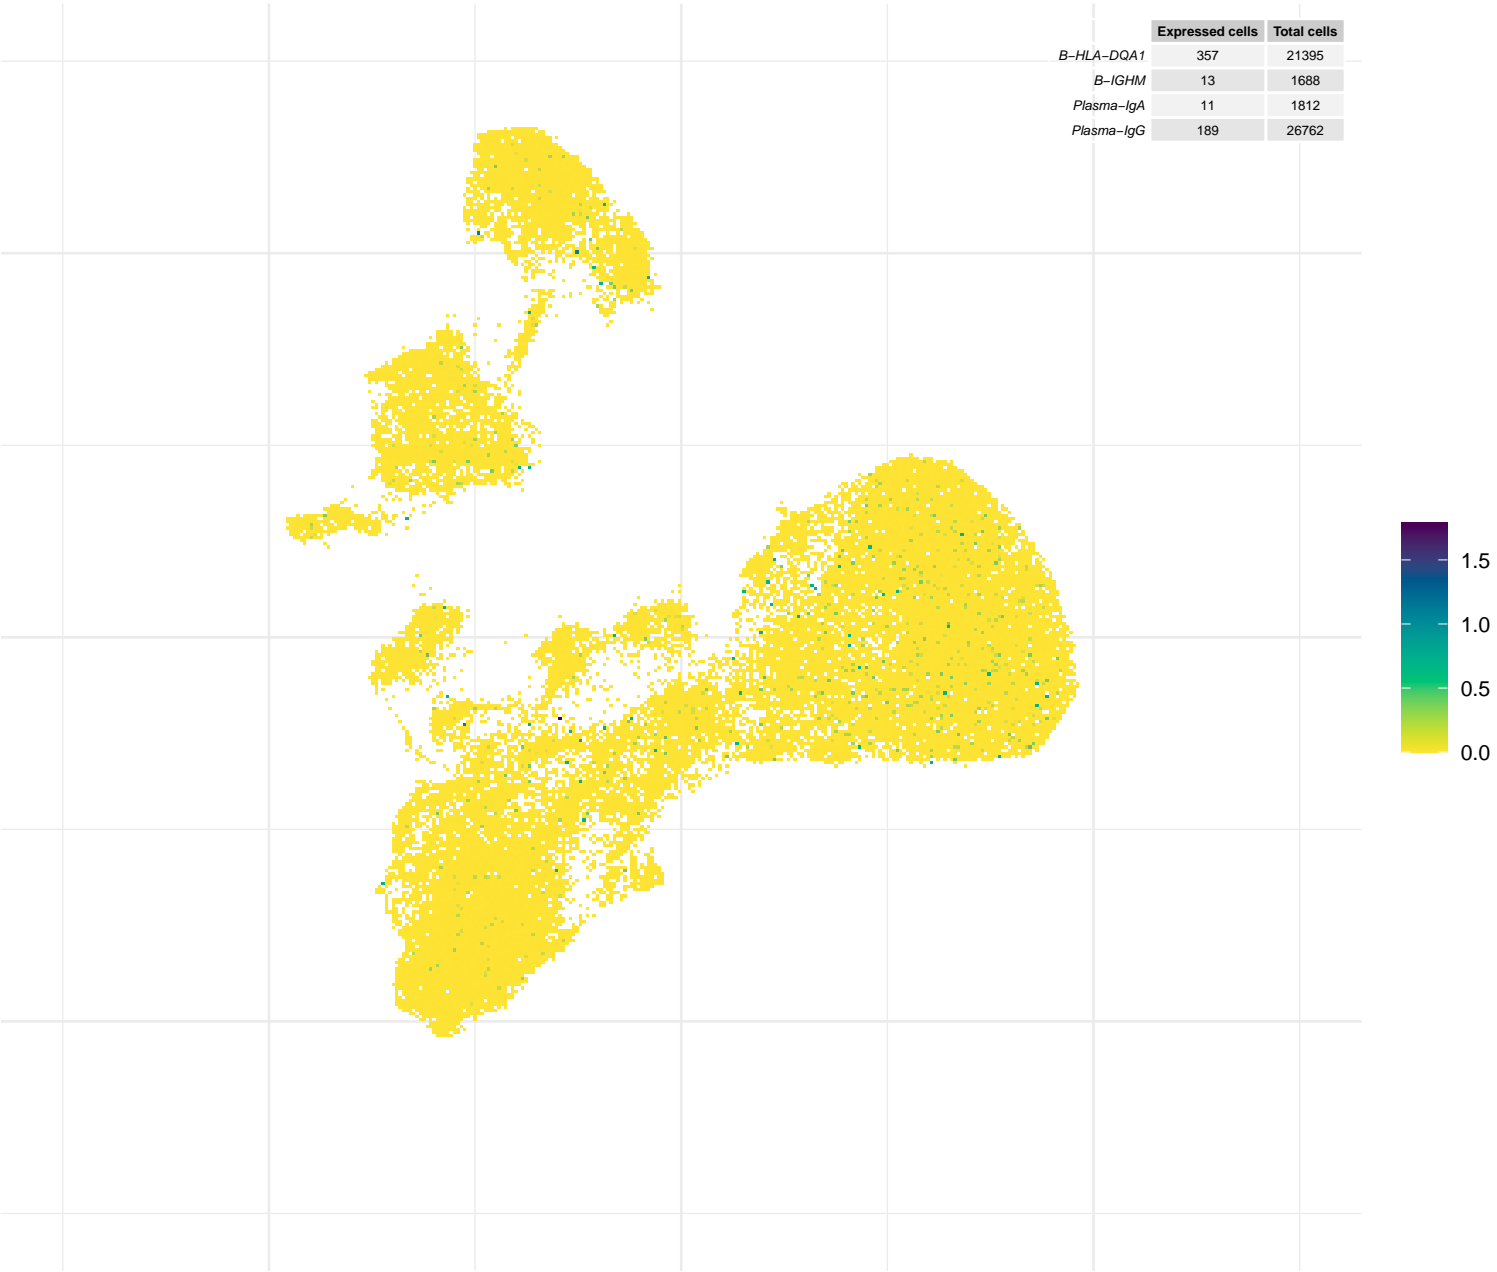 Expressed cells Total cells
B−HLA−DQA1 357 21395
B−IGHM 13 1688
Plasma−IgA 11 1812
Plasma−IgG 189 26762
1.5
1.0
0.5
0.0